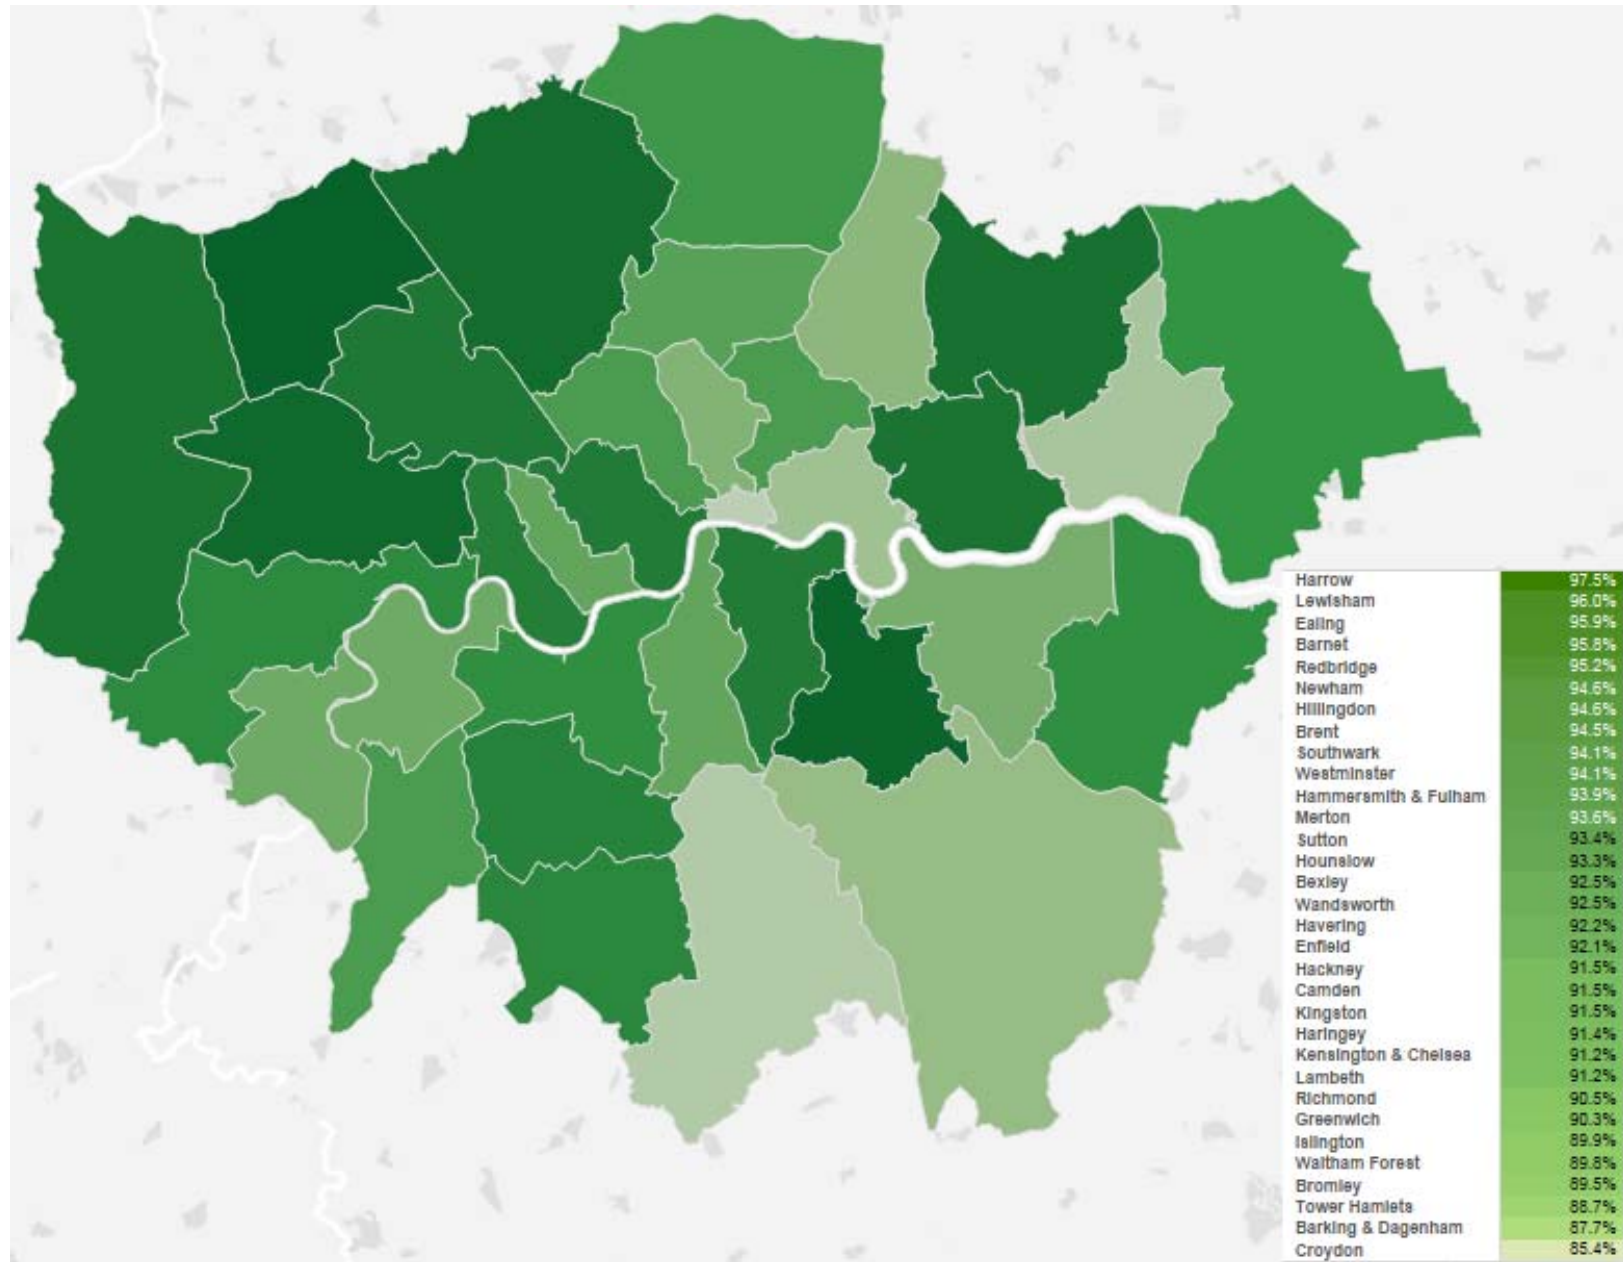 Harrow 97.5%
Lewisham 96.0%
Ealing 95.9%
Barnet 95.8%
Redbridge 95.2%
Newham 94.6%
Hillingdon 94.6%
Brent 94.5%
Southwark 94.1%
Westminster 94.1%
Hammersmith & Fulham 93.9%
Merton 93.6%
Sutton 93.4%
Hounslow 93.3%
Bexley 92.5%
Wandsworth 92.5%
Havering 92.2%
Enfield 92.1%
Hackney 91.5%
Camden 91.5%
Kingston 91.5%
Haringey 91.4%
Kensington & Chelsea 91.2%
Lambeth 91.2%
Richmond 90.5%
Greenwich 90.3%
Islington 89.9%
Waltham Forest 89.8%
Bromley 89.5%
Tower Hamlets 88.7%
Barking & Dagenham 87.7%
Croydon 85.4%